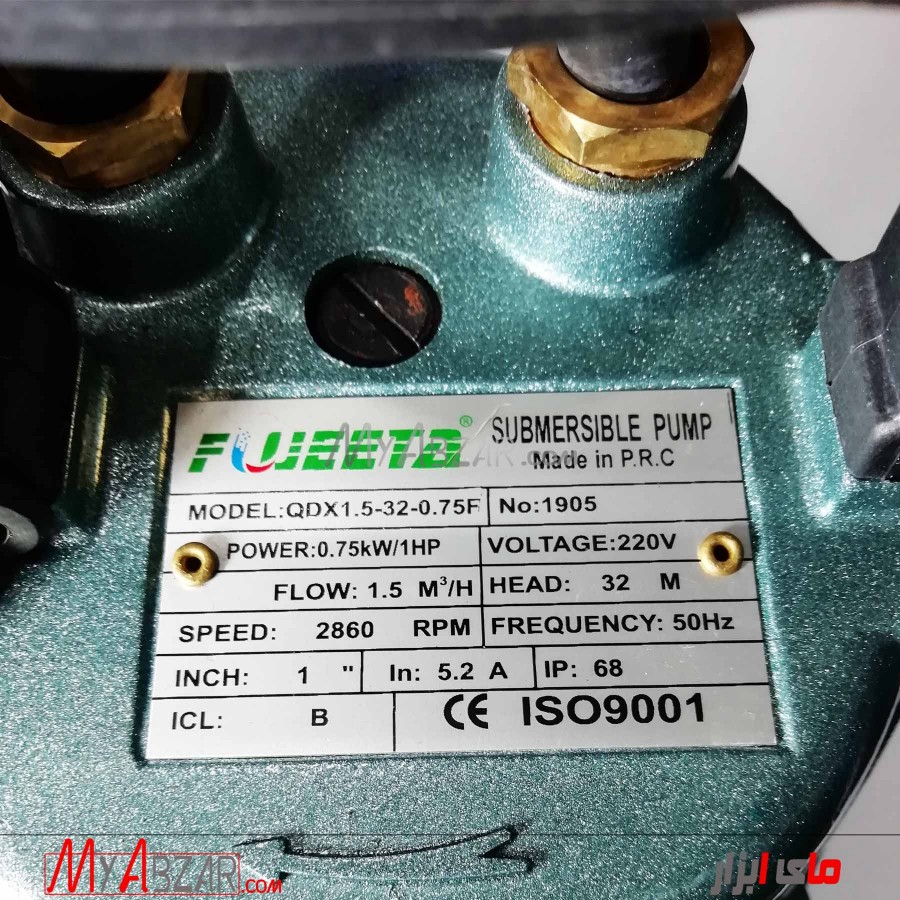 SUBMERSIBLE PUMP
Made in P.R.C
MODEL:QDX1.5-32-0.75F No:1905
POWER:0.75kW/1HP VOLTAGE:220V
FLOW: 1.5 M³/H HEAD: 32 M
SPEED: 2860 RPM FREQUENCY: 50Hz
INCH: 1 " In: 5.2 A IP: 68
ICL: B CE ISO9001
MYABZAR.COM
MYABZAR.COM
مای ابزار